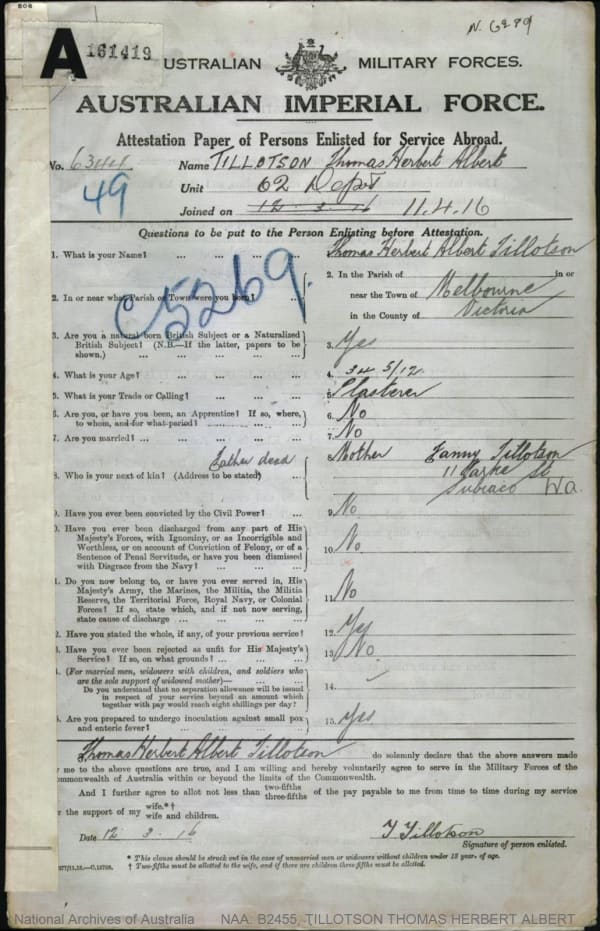 808
N. 6279
A 161419
USTRALIAN MILITARY FORCES.
AUSTRALIAN IMPERIAL FORCE.
Attestation Paper of Persons Enlisted for Service Abroad.
No. 6344 Name TILLOTSON Thomas Herbert Albert
49
Unit 62 Depot
Joined on 12 - 3 - 16 11.4.16
Questions to be put to the Person Enlisting before Attestation.
1. What is your Name? ... ... ... ... Thomas Herbert Albert Tillotson
C5269.
2. In or near what Parish or Town were you born? ... 2. In the Parish of in or
near the Town of Melbourne
in the County of Victoria
3. Are you a natural born British Subject or a Naturalized
British Subject? (N.B.—If the latter, papers to be
shown.) ... ... ... ... 3. Yes
4. What is your Age? ... ... ... ... 4. 34 5/12.
5. What is your Trade or Calling? ... ... ... 5. Plasterer
6. Are you, or have you been, an Apprentice? If so, where,
to whom, and for what period? 6. No
7. Are you married? ... ... ... ... 7. No
Father dead
8. Who is your next of kin? (Address to be stated) ... 8. Mother Fanny Tillotson
11 St
Subiaco Wa.
9. Have you ever been convicted by the Civil Power? ... 9. No
0. Have you ever been discharged from any part of His
Majesty's Forces, with Ignominy, or as Incorrigible and
Worthless, or on account of Conviction of Felony, or of a
Sentence of Penal Servitude, or have you been dismissed
with Disgrace from the Navy? ... ... 10. No
1. Do you now belong to, or have you ever served in, His
Majesty's Army, the Marines, the Militia, the Militia
Reserve, the Territorial Force, Royal Navy, or Colonial
Forces? If so, state which, and if not now serving,
state cause of discharge ... ... ... ... 11. No
2. Have you stated the whole, if any, of your previous service? 12. Yes
3. Have you ever been rejected as unfit for His Majesty's
Service? If so, on what grounds? ... ... ... 13. No
4. (For married men, widowers with children, and soldiers who
are the sole support of widowed mother)—
Do you understand that no separation allowance will be issued
in respect of your service beyond an amount which
together with pay would reach eight shillings per day? 14.
5. Are you prepared to undergo inoculation against small pox
and enteric fever? ... ... ... ... 15. Yes
Thomas Herbert Albert Tillotson do solemnly declare that the above answers made
me to the above questions are true, and I am willing and hereby voluntarily agree to serve in the Military Forces of the
ommonwealth of Australia within or beyond the limits of the Commonwealth.
And I further agree to allot not less than two-fifths three-fifths of the pay payable to me from time to time during my service
r the support of my wife.*† wife and children.
Date 12 3 . 16 T Tillotson
Signature of person enlisted.
* This clause should be struck out in the case of unmarried men or widowers without children under 18 years of age.
† Two-fifths must be allotted to the wife, and if there are children three-fifths must be allotted.
National Archives of Australia NAA: B2455, TILLOTSON THOMAS HERBERT ALBERT